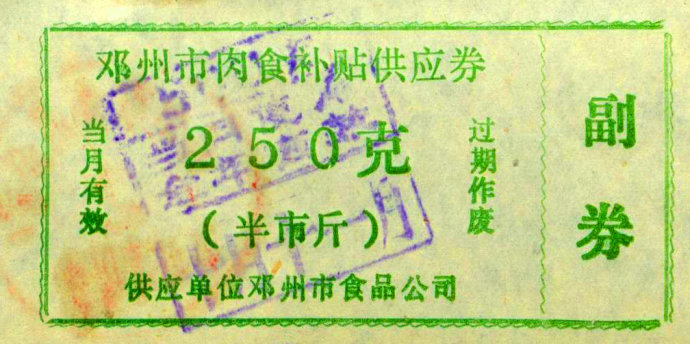 邓州市肉食补贴供应券
当月有效
250克
(半市斤)
过期作废
供应单位邓州市食品公司
副券